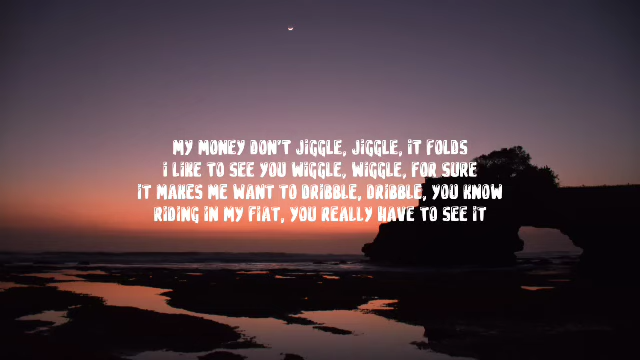 MY MONEY DON'T JIGGLE, JIGGLE, IT FOLDS
I LIKE TO SEE YOU WIGGLE, WIGGLE, FOR SURE
IT MAKES ME WANT TO DRIBBLE, DRIBBLE, YOU KNOW
RIDING IN MY FIAT, YOU REALLY HAVE TO SEE IT